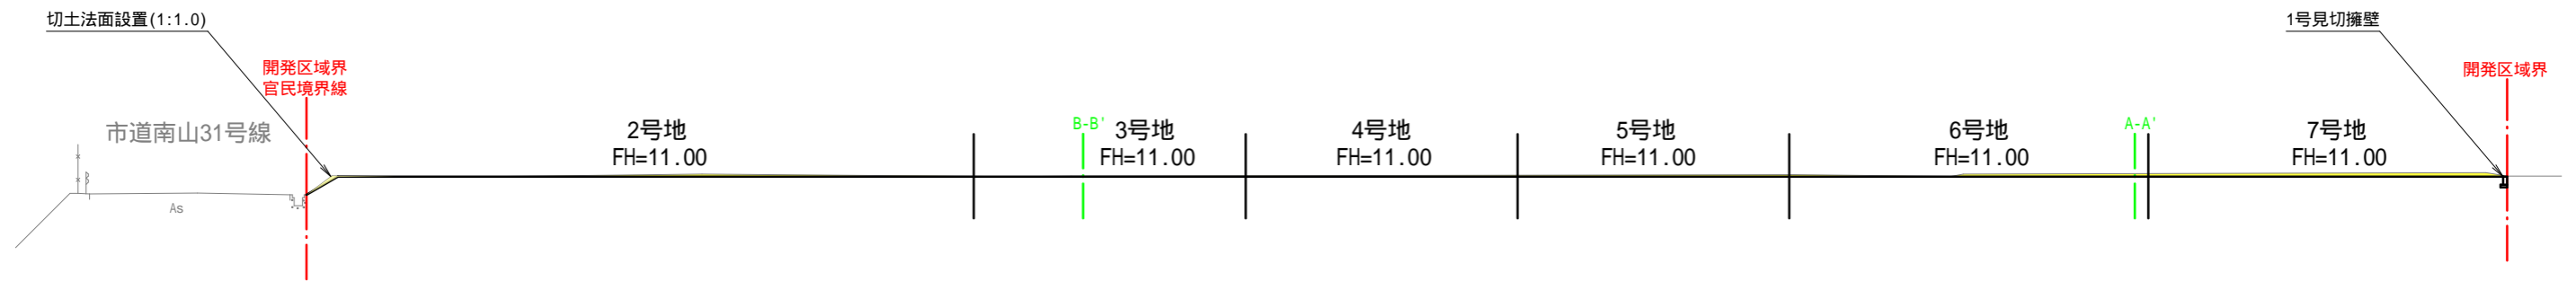 切土法面設置(1:1.0)
1号見切擁壁
開発区域界
官民境界線
開発区域界
市道南山31号線
2号地
FH=11.00
B-B'
3号地
FH=11.00
4号地
FH=11.00
5号地
FH=11.00
6号地
FH=11.00
A-A'
7号地
FH=11.00
As